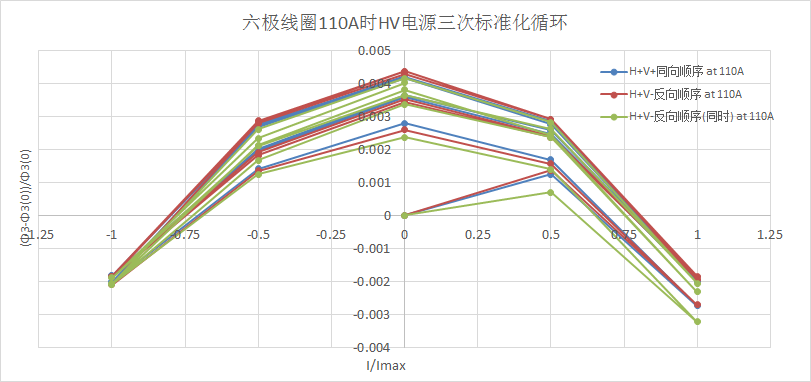 六极线圈110A时HV电源三次标准化循环
0.005
0.004
0.003
0.002
0.001
0
-0.001
-0.002
-0.003
-0.004
-1.25 -1 -0.75 -0.5 -0.25 0 0.25 0.5 0.75 1 1.25
(Φ3-Φ3(0))/Φ3(0)
I/Imax
H+V+同向顺序 at 110A
H+V-反向顺序 at 110A
H+V-反向顺序(同时) at 110A